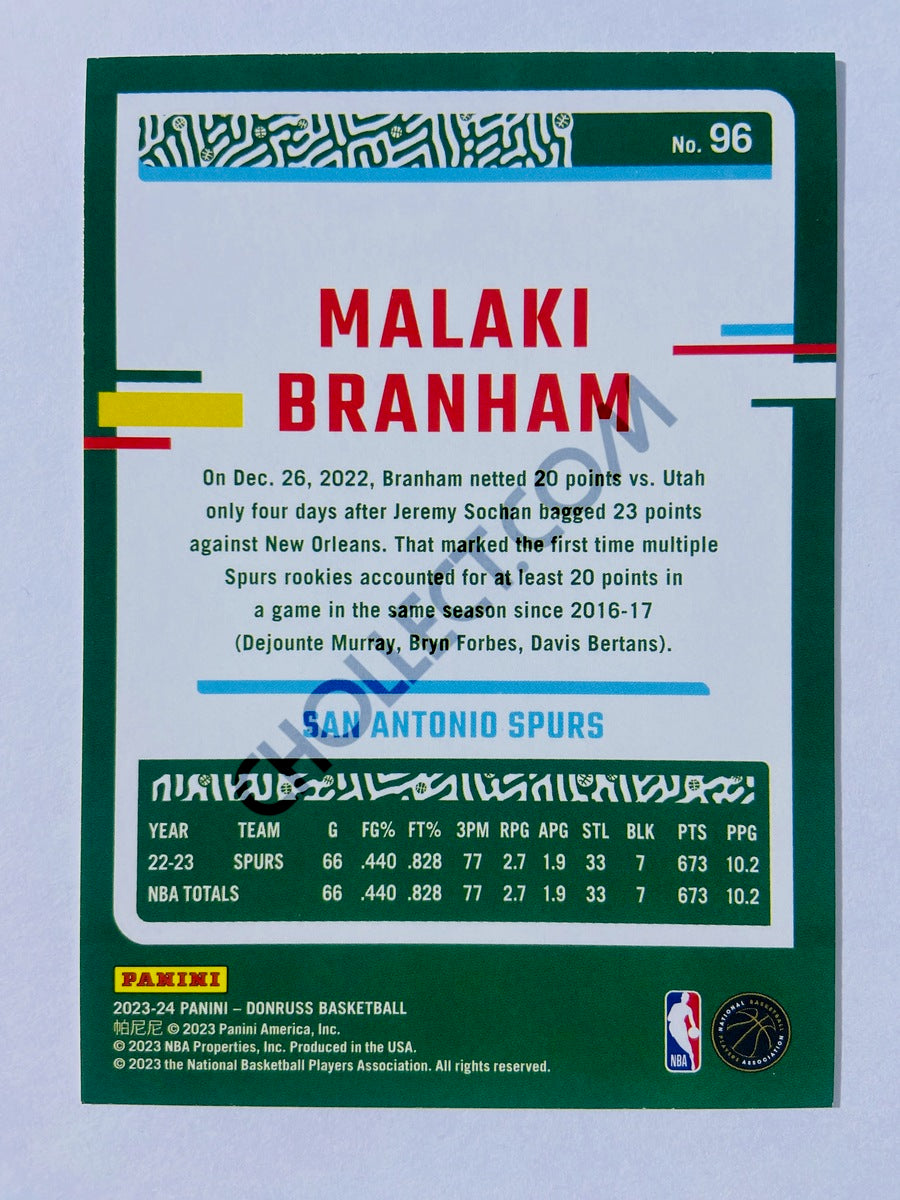 No. 96
MALAKI
BRANHAM
On Dec. 26, 2022, Branham netted 20 points vs. Utah
only four days after Jeremy Sochan bagged 23 points
against New Orleans. That marked the first time multiple
Spurs rookies accounted for at least 20 points in
a game in the same season since 2016-17
(Dejounte Murray, Bryn Forbes, Davis Bertans).
CHOLLECT.COM
SAN ANTONIO SPURS
YEAR TEAM G FG% FT% 3PM RPG APG STL BLK PTS PPG
22-23 SPURS 66 .440 .828 77 2.7 1.9 33 7 673 10.2
NBA TOTALS 66 .440 .828 77 2.7 1.9 33 7 673 10.2
PANINI
2023-24 PANINI – DONRUSS BASKETBALL
帕尼尼 © 2023 Panini America, Inc.
© 2023 NBA Properties, Inc. Produced in the USA.
© 2023 the National Basketball Players Association. All rights reserved.
NBA
NATIONAL BASKETBALL
PLAYERS ASSOCIATION